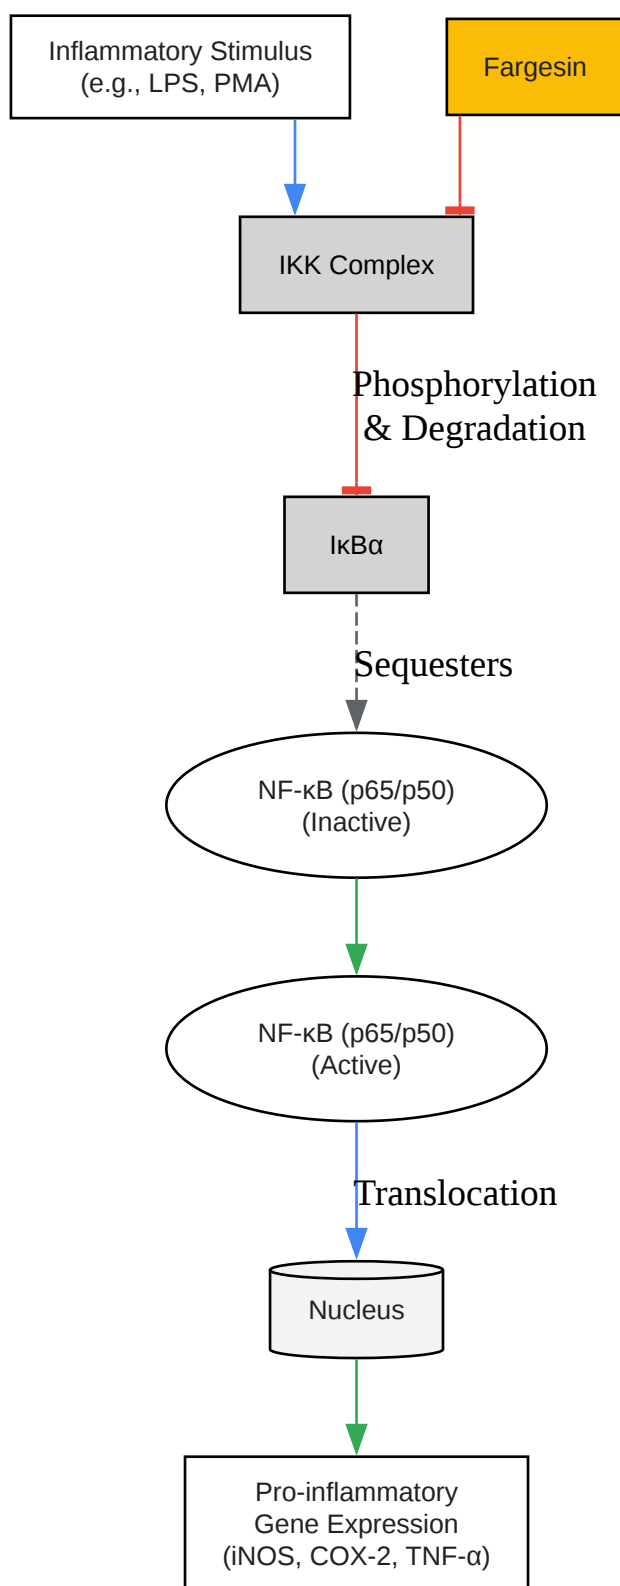 Inflammatory Stimulus
(e.g., LPS, PMA)
Fargesin
IKK Complex
Phosphorylation
& Degradation
IκBα
Sequesters
NF-κB (p65/p50)
(Inactive)
NF-κB (p65/p50)
(Active)
Translocation
Nucleus
Pro-inflammatory
Gene Expression
(iNOS, COX-2, TNF-α)